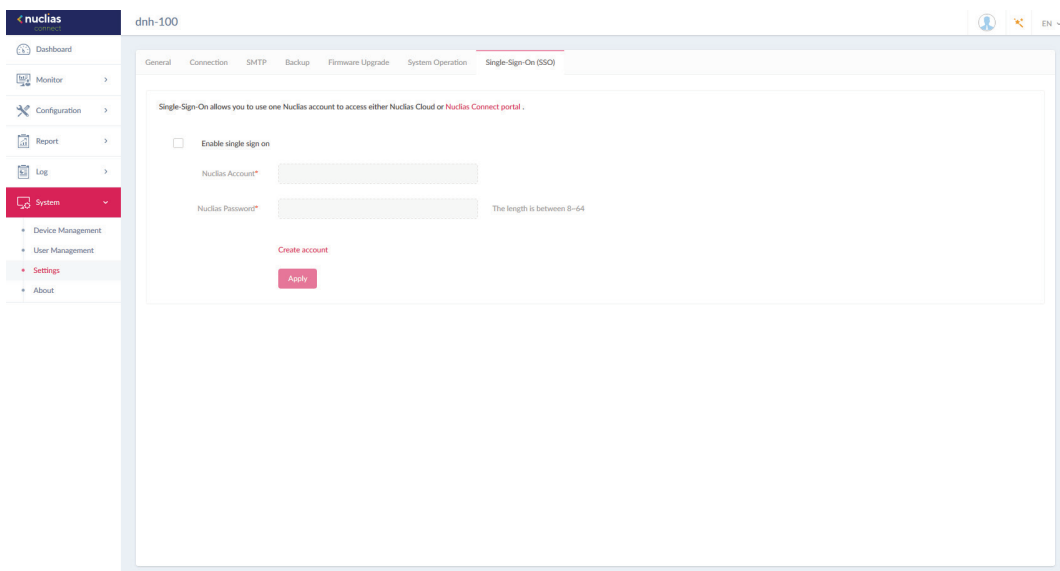 nuclias
connect
dnh-100
EN
Dashboard
Monitor
Configuration
Report
Log
System
Device Management
User Management
Settings
About
General Connection SMTP Backup Firmware Upgrade System Operation Single-Sign-On (SSO)
Single-Sign-On allows you to use one Nuclias account to access either Nuclias Cloud or Nuclias Connect portal .
Enable single sign on
Nuclias Account*
Nuclias Password* The length is between 8~64
Create account
Apply